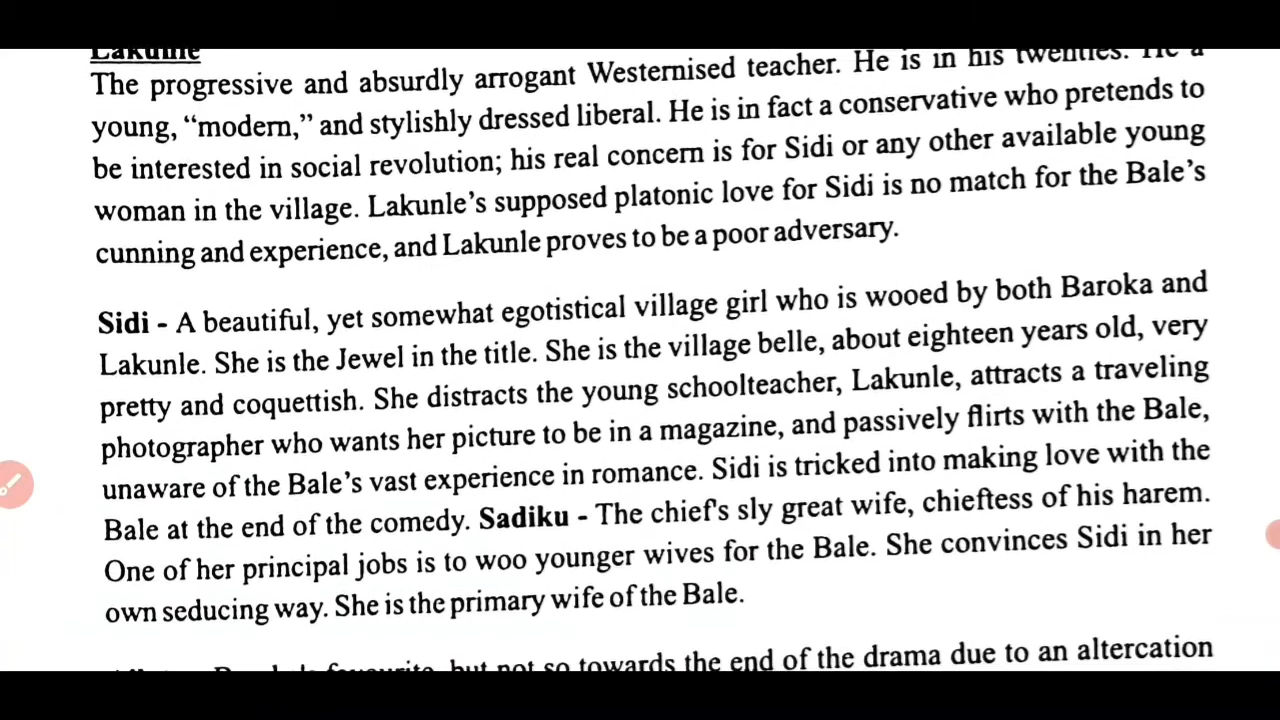 Lakunle
The progressive and absurdly arrogant Westernised teacher. He is in his twenties. He a
young, “modern,” and stylishly dressed liberal. He is in fact a conservative who pretends to
be interested in social revolution; his real concern is for Sidi or any other available young
woman in the village. Lakunle’s supposed platonic love for Sidi is no match for the Bale’s
cunning and experience, and Lakunle proves to be a poor adversary.
Sidi - A beautiful, yet somewhat egotistical village girl who is wooed by both Baroka and
Lakunle. She is the Jewel in the title. She is the village belle, about eighteen years old, very
pretty and coquettish. She distracts the young schoolteacher, Lakunle, attracts a traveling
photographer who wants her picture to be in a magazine, and passively flirts with the Bale,
unaware of the Bale’s vast experience in romance. Sidi is tricked into making love with the
Bale at the end of the comedy. Sadiku - The chief's sly great wife, chieftess of his harem.
One of her principal jobs is to woo younger wives for the Bale. She convinces Sidi in her
own seducing way. She is the primary wife of the Bale.
favourite, but not so towards the end of the drama due to an altercation